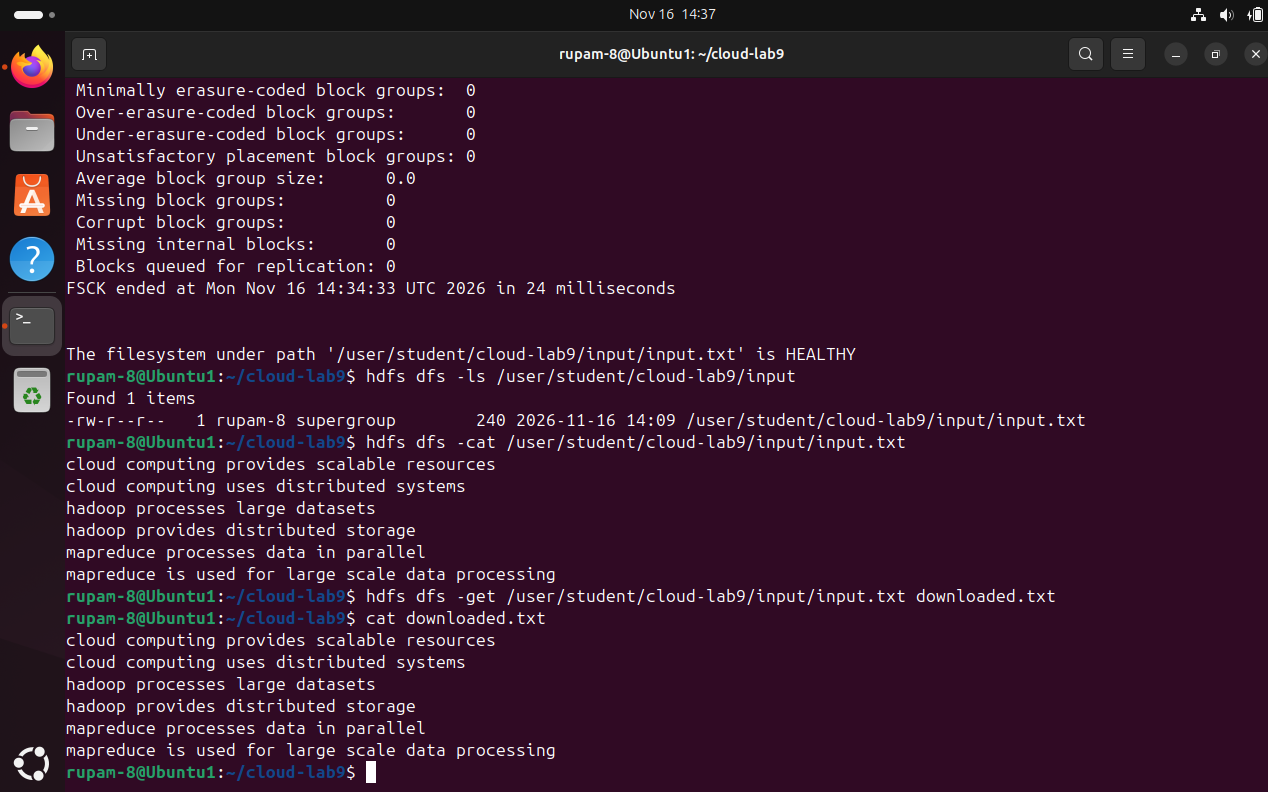 Nov 16 14:37
rupam-8@Ubuntu1: ~/cloud-lab9
Minimally erasure-coded block groups: 0
Over-erasure-coded block groups: 0
Under-erasure-coded block groups: 0
Unsatisfactory placement block groups: 0
Average block group size: 0.0
Missing block groups: 0
Corrupt block groups: 0
Missing internal blocks: 0
Blocks queued for replication: 0
FSCK ended at Mon Nov 16 14:34:33 UTC 2026 in 24 milliseconds
The filesystem under path '/user/student/cloud-lab9/input/input.txt' is HEALTHY
rupam-8@Ubuntu1:~/cloud-lab9$ hdfs dfs -ls /user/student/cloud-lab9/input
Found 1 items
-rw-r--r-- 1 rupam-8 supergroup 240 2026-11-16 14:09 /user/student/cloud-lab9/input/input.txt
rupam-8@Ubuntu1:~/cloud-lab9$ hdfs dfs -cat /user/student/cloud-lab9/input/input.txt
cloud computing provides scalable resources
cloud computing uses distributed systems
hadoop processes large datasets
hadoop provides distributed storage
mapreduce processes data in parallel
mapreduce is used for large scale data processing
rupam-8@Ubuntu1:~/cloud-lab9$ hdfs dfs -get /user/student/cloud-lab9/input/input.txt downloaded.txt
rupam-8@Ubuntu1:~/cloud-lab9$ cat downloaded.txt
cloud computing provides scalable resources
cloud computing uses distributed systems
hadoop processes large datasets
hadoop provides distributed storage
mapreduce processes data in parallel
mapreduce is used for large scale data processing
rupam-8@Ubuntu1:~/cloud-lab9$